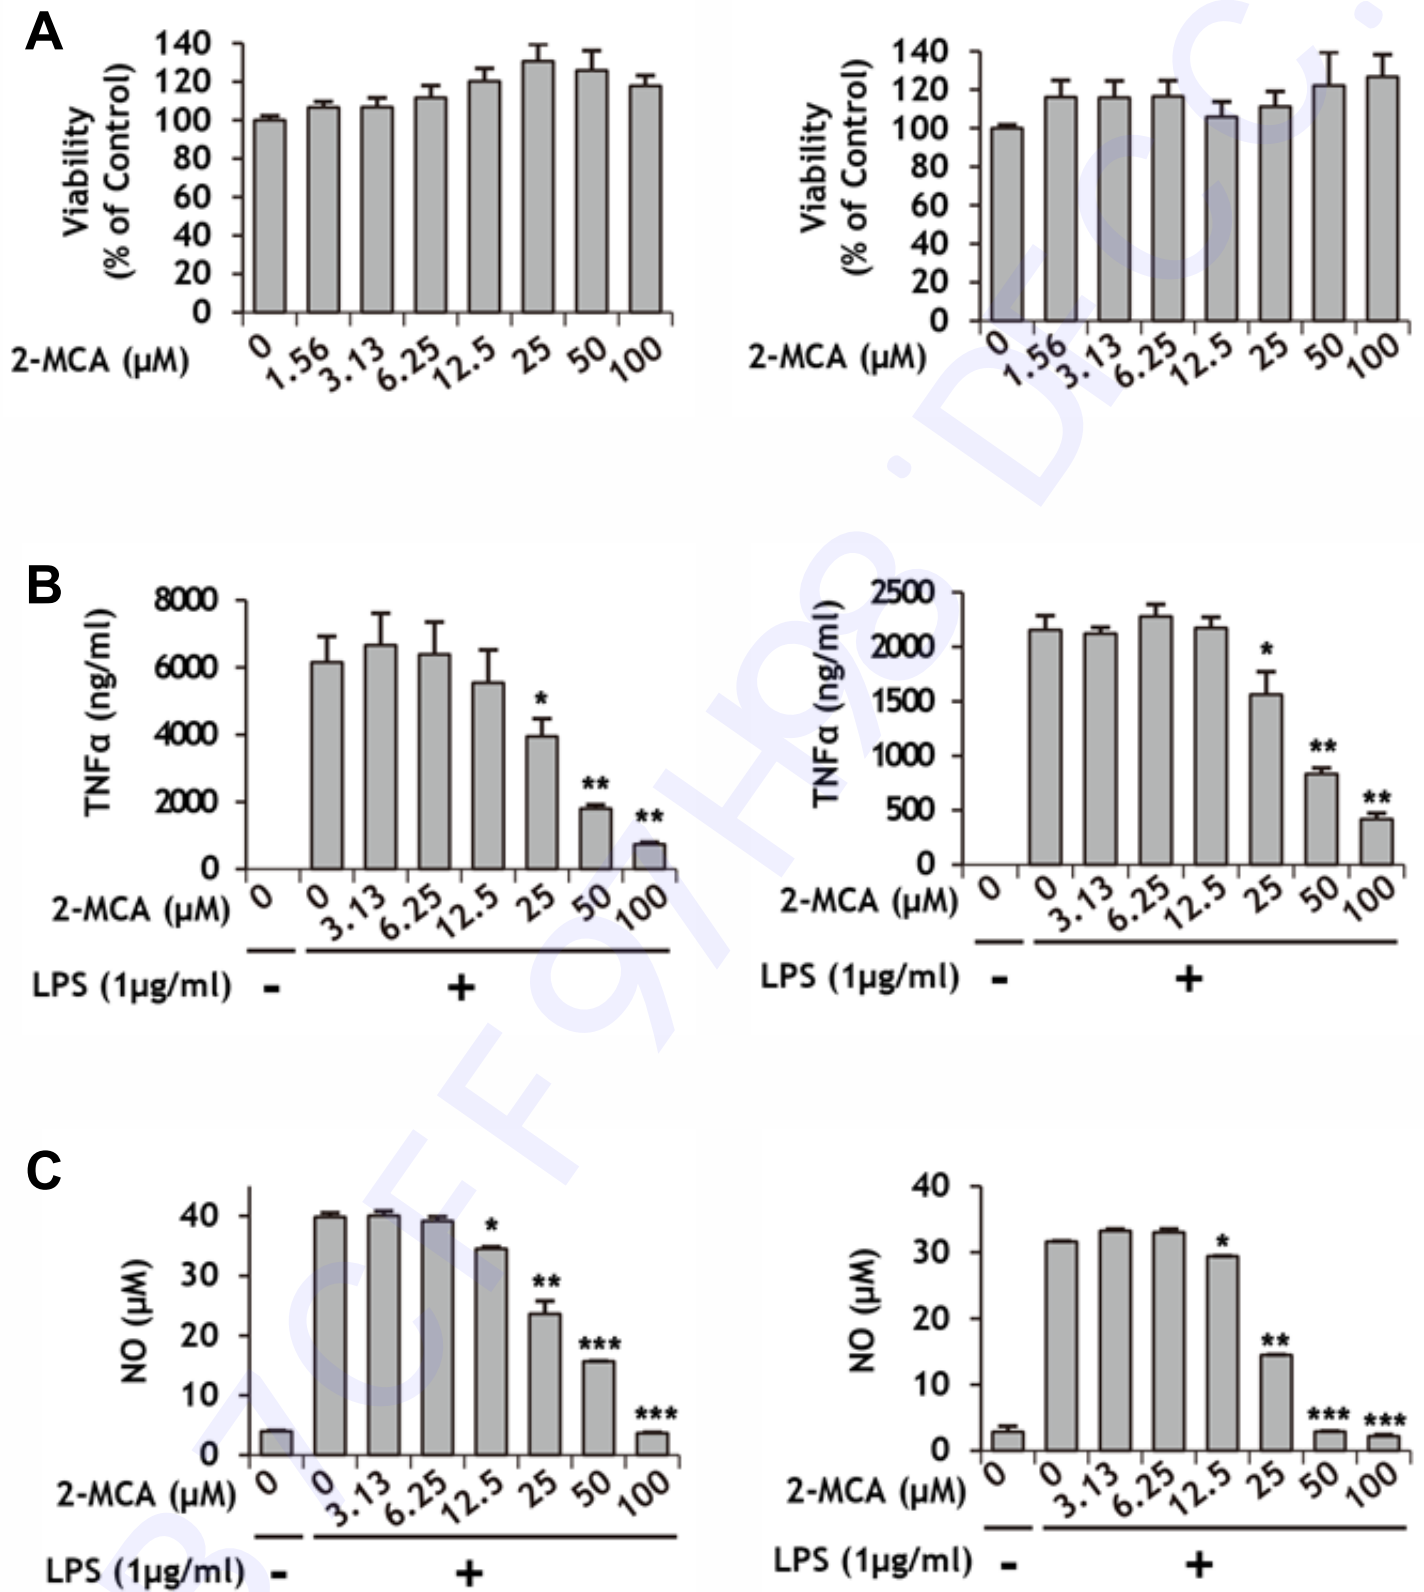 A
Viability
(% of Control)
140
120
100
80
60
40
20
0
2-MCA (µM)
0 1.56 3.13 6.25 12.5 25 50 100
Viability
(% of Control)
140
120
100
80
60
40
20
0
2-MCA (µM)
0 1.56 3.13 6.25 12.5 25 50 100
B
TNFα (ng/ml)
8000
6000
4000
2000
0
* ** **
2-MCA (µM)
0 0 3.13 6.25 12.5 25 50 100
LPS (1µg/ml) - +
TNFα (ng/ml)
2500
2000
1500
1000
500
0
* ** **
2-MCA (µM)
0 0 3.13 6.25 12.5 25 50 100
LPS (1µg/ml) - +
C
NO (µM)
40
30
20
10
0
* ** *** ***
2-MCA (µM)
0 0 3.13 6.25 12.5 25 50 100
LPS (1µg/ml) - +
NO (µM)
40
30
20
10
0
* ** *** ***
2-MCA (µM)
0 0 3.13 6.25 12.5 25 50 100
LPS (1µg/ml) - +